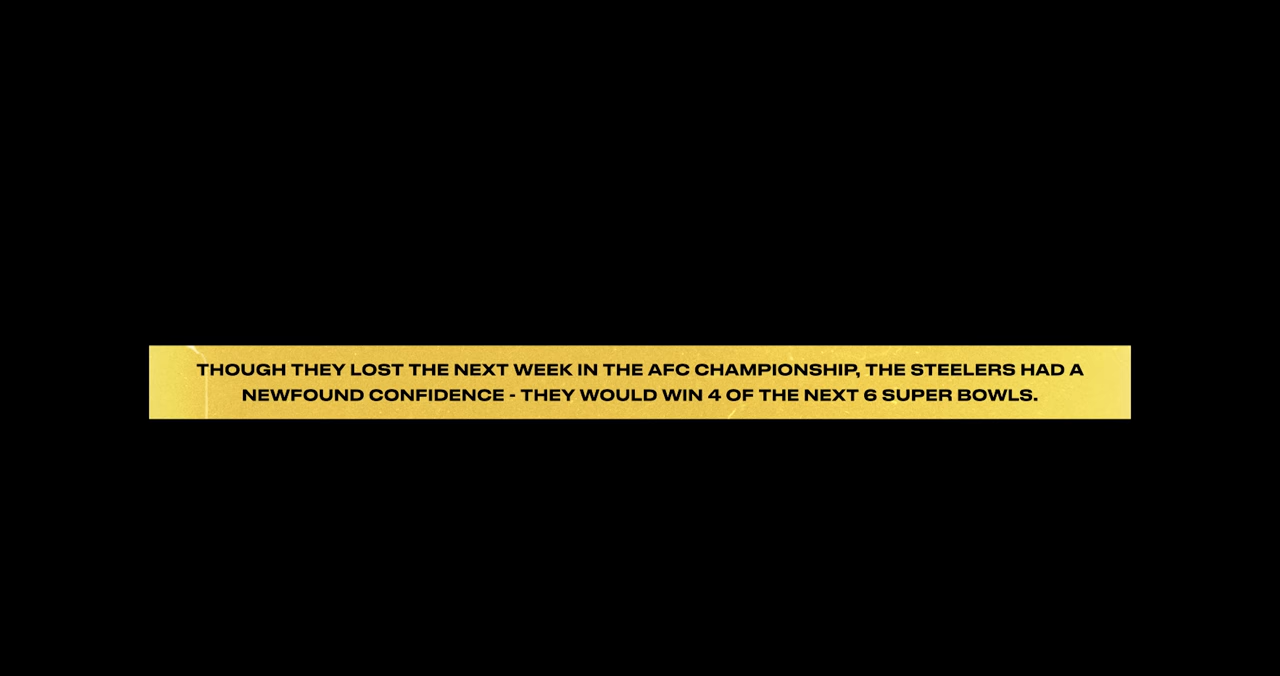 THOUGH THEY LOST THE NEXT WEEK IN THE AFC CHAMPIONSHIP, THE STEELERS HAD A
NEWFOUND CONFIDENCE - THEY WOULD WIN 4 OF THE NEXT 6 SUPER BOWLS.